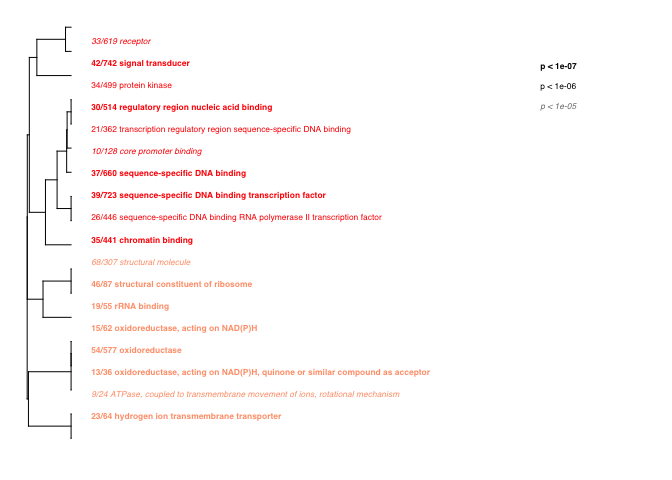 33/619 receptor
42/742 signal transducer
p < 1e-07
34/499 protein kinase
p < 1e-06
30/514 regulatory region nucleic acid binding
p < 1e-05
21/362 transcription regulatory region sequence-specific DNA binding
10/128 core promoter binding
37/660 sequence-specific DNA binding
39/723 sequence-specific DNA binding transcription factor
26/446 sequence-specific DNA binding RNA polymerase II transcription factor
35/441 chromatin binding
68/307 structural molecule
46/87 structural constituent of ribosome
19/55 rRNA binding
15/62 oxidoreductase, acting on NAD(P)H
54/577 oxidoreductase
13/36 oxidoreductase, acting on NAD(P)H, quinone or similar compound as acceptor
9/24 ATPase, coupled to transmembrane movement of ions, rotational mechanism
23/64 hydrogen ion transmembrane transporter